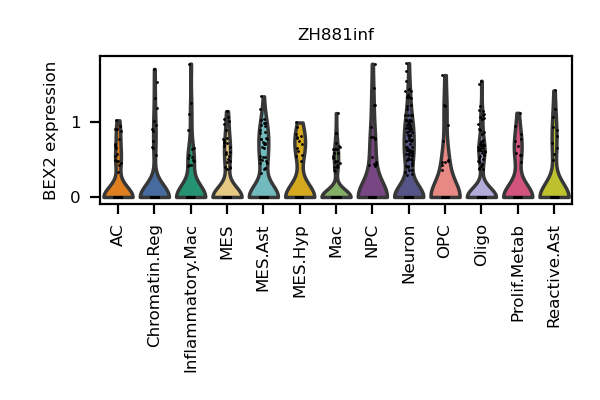 ZH881inf
BEX2 expression
1
0
AC
Chromatin.Reg
Inflammatory.Mac
MES
MES.Ast
MES.Hyp
Mac
NPC
Neuron
OPC
Oligo
Prolif.Metab
Reactive.Ast